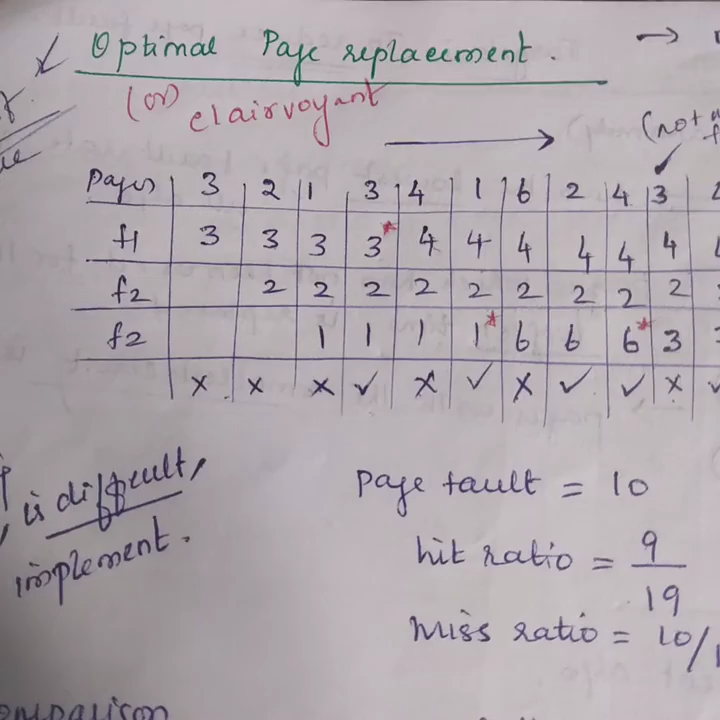 Optimal Page replacement.
(or) clairvoyant
(not
Pages 3 2 1 3 4 1 6 2 4 3
f1 3 3 3 3* 4 4 4 4 4 4
f2 2 2 2 2 2 2 2 2 2
f2 1 1 1 1* 6 6 6* 3
x x x ✓ x ✓ x ✓ ✓ x
is difficult,
implement.
Page fault = 10
hit ratio = 9/19
Miss ratio = 10/
omparison